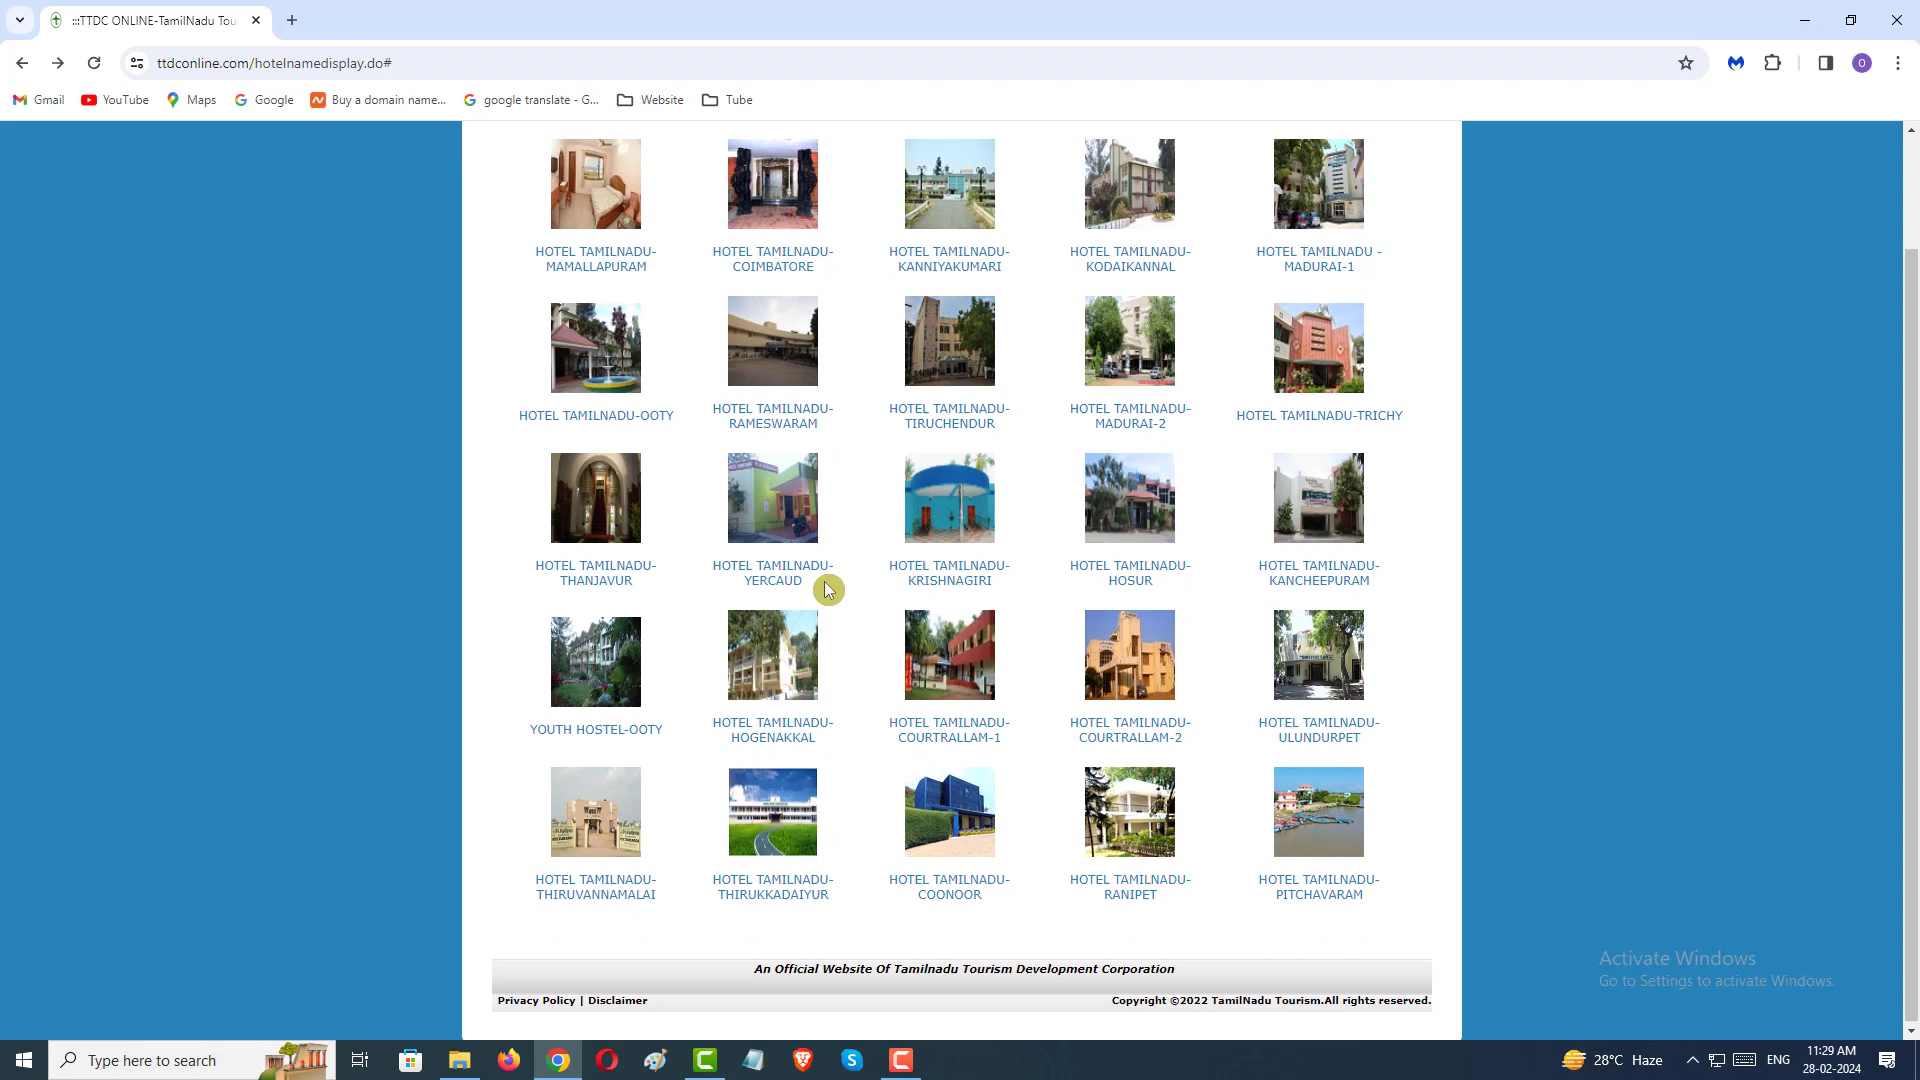 :::TTDC ONLINE-TamilNadu Tou
ttdconline.com/hotelnamedisplay.do#
Gmail YouTube Maps Google Buy a domain name... google translate - G... Website Tube
HOTEL TAMILNADU-
MAMALLAPURAM
HOTEL TAMILNADU-
COIMBATORE
HOTEL TAMILNADU-
KANNIYAKUMARI
HOTEL TAMILNADU-
KODAIKANNAL
HOTEL TAMILNADU -
MADURAI-1
HOTEL TAMILNADU-OOTY
HOTEL TAMILNADU-
RAMESWARAM
HOTEL TAMILNADU-
TIRUCHENDUR
HOTEL TAMILNADU-
MADURAI-2
HOTEL TAMILNADU-TRICHY
HOTEL TAMILNADU-
THANJAVUR
HOTEL TAMILNADU-
YERCAUD
HOTEL TAMILNADU-
KRISHNAGIRI
HOTEL TAMILNADU-
HOSUR
HOTEL TAMILNADU-
KANCHEEPURAM
YOUTH HOSTEL-OOTY
HOTEL TAMILNADU-
HOGENAKKAL
HOTEL TAMILNADU-
COURTRALLAM-1
HOTEL TAMILNADU-
COURTRALLAM-2
HOTEL TAMILNADU-
ULUNDURPET
HOTEL TAMILNADU-
THIRUVANNAMALAI
HOTEL TAMILNADU-
THIRUKKADAIYUR
HOTEL TAMILNADU-
COONOOR
HOTEL TAMILNADU-
RANIPET
HOTEL TAMILNADU-
PITCHAVARAM
An Official Website Of Tamilnadu Tourism Development Corporation
Privacy Policy | Disclaimer
Copyright ©2022 TamilNadu Tourism.All rights reserved.
Activate Windows
Go to Settings to activate Windows.
Type here to search
28°C Haze
ENG
11:29 AM
28-02-2024